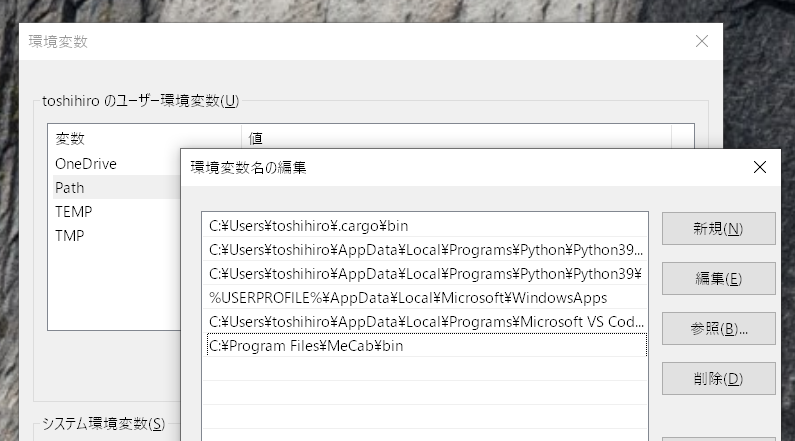 環境変数
toshihiro のユーザー環境変数(U)
変数 値
OneDrive
Path
TEMP
TMP
システム環境変数(S)
環境変数名の編集
C:¥Users¥toshihiro¥.cargo¥bin
C:¥Users¥toshihiro¥AppData¥Local¥Programs¥Python¥Python39...
C:¥Users¥toshihiro¥AppData¥Local¥Programs¥Python¥Python39¥
%USERPROFILE%¥AppData¥Local¥Microsoft¥WindowsApps
C:¥Users¥toshihiro¥AppData¥Local¥Programs¥Microsoft VS Cod...
C:¥Program Files¥MeCab¥bin
新規(N)
編集(E)
参照(B)...
削除(D)